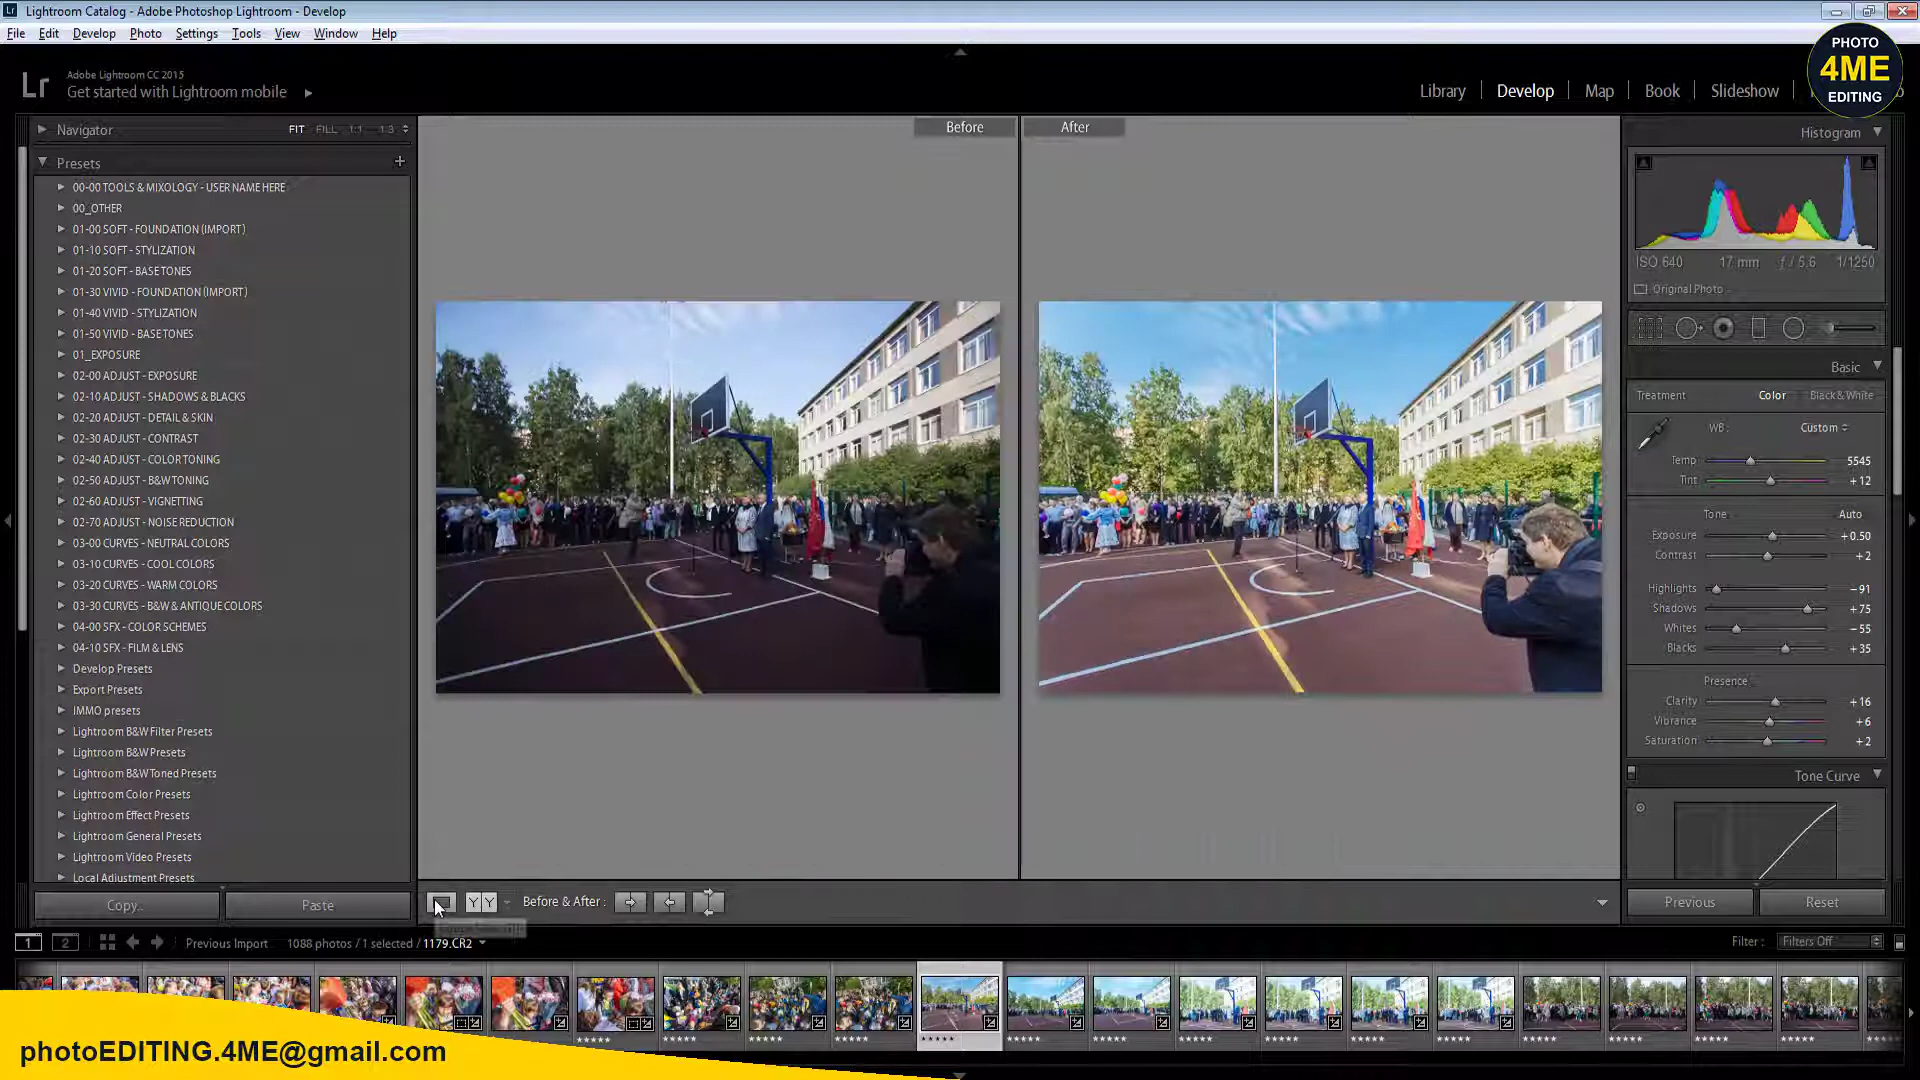 Lightroom Catalog - Adobe Photoshop Lightroom - Develop
File Edit Develop Photo Settings Tools View Window Help
PHOTO
4ME
EDITING
Lr
Adobe Lightroom CC 2015
Get started with Lightroom mobile
Library Develop Map Book Slideshow
Navigator FIT FILL 1:1 1:3
Presets +
00-00 TOOLS & MIXOLOGY - USER NAME HERE
00_OTHER
01-00 SOFT - FOUNDATION (IMPORT)
01-10 SOFT - STYLIZATION
01-20 SOFT - BASE TONES
01-30 VIVID - FOUNDATION (IMPORT)
01-40 VIVID - STYLIZATION
01-50 VIVID - BASE TONES
01_EXPOSURE
02-00 ADJUST - EXPOSURE
02-10 ADJUST - SHADOWS & BLACKS
02-20 ADJUST - DETAIL & SKIN
02-30 ADJUST - CONTRAST
02-40 ADJUST - COLOR TONING
02-50 ADJUST - B&W TONING
02-60 ADJUST - VIGNETTING
02-70 ADJUST - NOISE REDUCTION
03-00 CURVES - NEUTRAL COLORS
03-10 CURVES - COOL COLORS
03-20 CURVES - WARM COLORS
03-30 CURVES - B&W & ANTIQUE COLORS
04-00 SFX - COLOR SCHEMES
04-10 SFX - FILM & LENS
Develop Presets
Export Presets
IMMO presets
Lightroom B&W Filter Presets
Lightroom B&W Presets
Lightroom B&W Toned Presets
Lightroom Color Presets
Lightroom Effect Presets
Lightroom General Presets
Lightroom Video Presets
Local Adjustment Presets
Copy... Paste
Before After
Histogram
ISO 640 17 mm ƒ / 5.6 1/1250
Original Photo
Basic
Treatment Color Black & White
WB: Custom
Temp 5545
Tint +12
Tone Auto
Exposure +0.50
Contrast +2
Highlights −91
Shadows +75
Whites −55
Blacks +35
Presence
Clarity +16
Vibrance +6
Saturation +2
Tone Curve
Y Y Before & After :
Previous Reset
1 2 Previous Import 1088 photos / 1 selected / 1179.CR2
Filter : Filters Off
photoEDITING.4ME@gmail.com